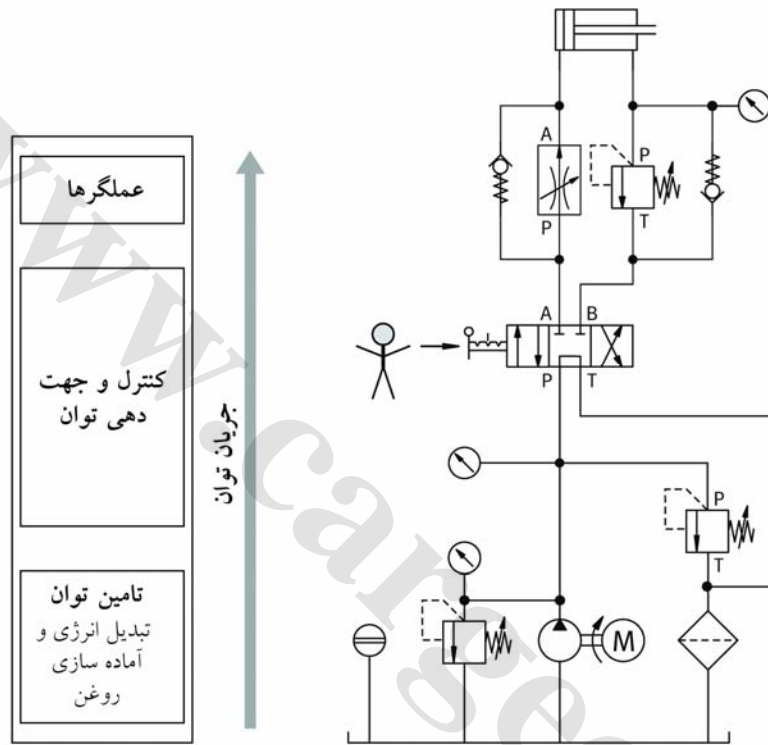 عملگرها
کنترل و جهت
دهی توان
تامین توان
تبدیل انرژی و
آماده سازی
روغن
جریان توان
A
P
P
T
A B
P T
P
T
M